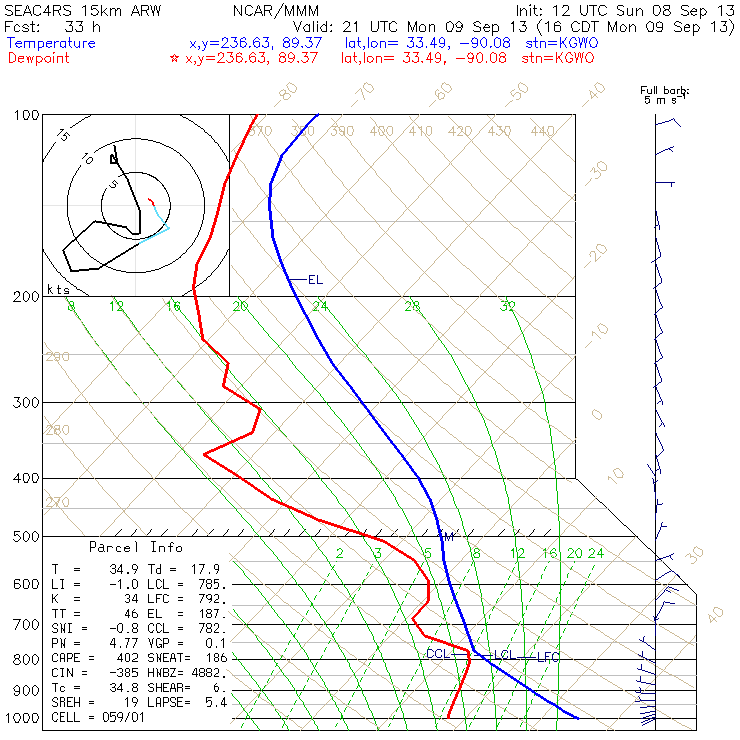 SEAC4RS 15km ARW NCAR/MMM Init: 12 UTC Sun 08 Sep 13
Fcst: 33 h Valid: 21 UTC Mon 09 Sep 13 (16 CDT Mon 09 Sep 13)
Temperature x,y=236.63, 89.37 lat,lon= 33.49, -90.08 stn=KGWO
Dewpoint ☆ x,y=236.63, 89.37 lat,lon= 33.49, -90.08 stn=KGWO
Full barb:
5 m s-1
-80 -70 -60 -50 -40
100
370 380 390 400 410 420 430 440
15
10
5
-30
-20
EL
kts
200
8 12 16 20 24 28 32
-10
290
300
0
280
10
400
270
500
M
30
Parcel Info
2 3 5 8 12 16 20 24
T = 34.9 Td = 17.9
LI = -1.0 LCL = 785.
600
K = 34 LFC = 792.
40
TT = 46 EL = 187.
700
SWI = -0.8 CCL = 782.
PW = 4.77 VGP = 0.1
CCL LCL LFC
800
CAPE = 402 SWEAT= 186
CIN = -385 HWBZ= 4882.
900
Tc = 34.8 SHEAR= 6.
SREH = 19 LAPSE= 5.4
1000
CELL = 059/01